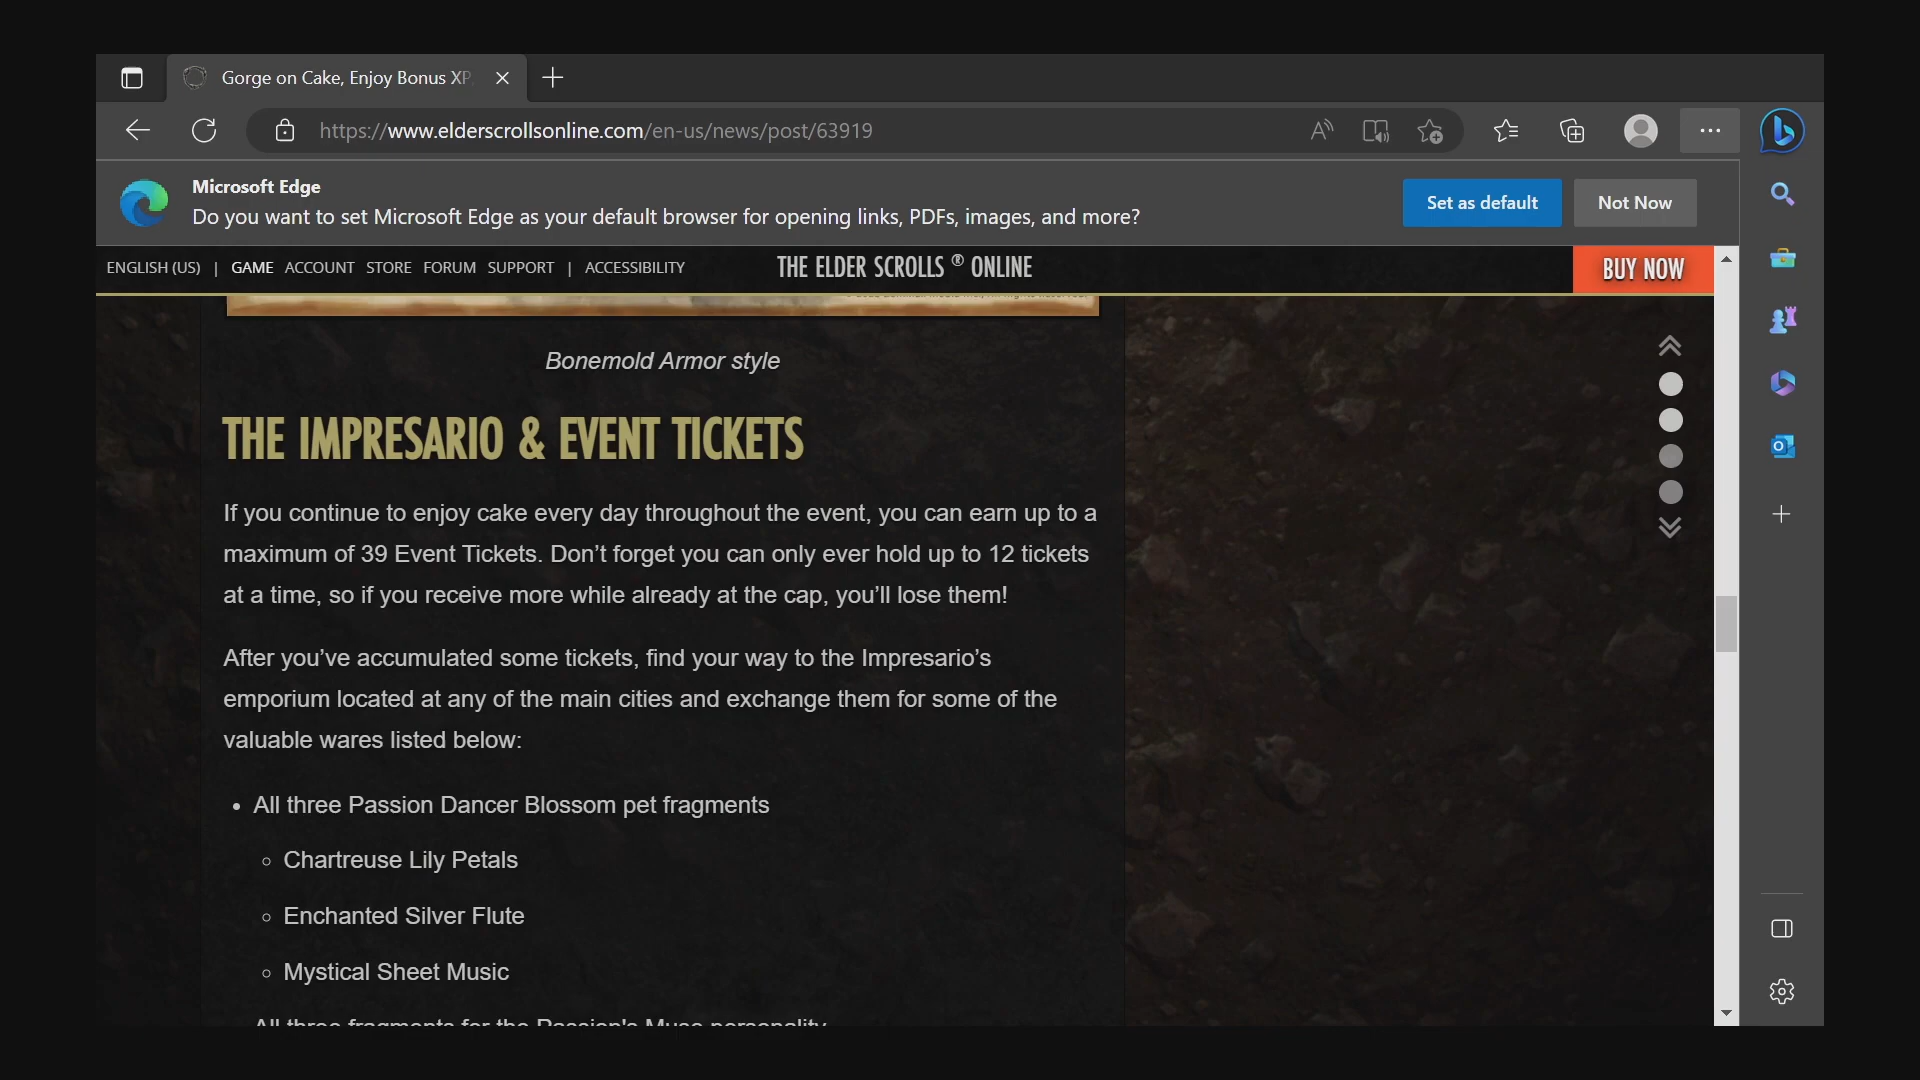 Gorge on Cake, Enjoy Bonus XP
https://www.elderscrollsonline.com/en-us/news/post/63919
Microsoft Edge
Do you want to set Microsoft Edge as your default browser for opening links, PDFs, images, and more?
Set as default
Not Now
ENGLISH (US) | GAME ACCOUNT STORE FORUM SUPPORT | ACCESSIBILITY
THE ELDER SCROLLS ® ONLINE
BUY NOW
Bonemold Armor style
THE IMPRESARIO & EVENT TICKETS
If you continue to enjoy cake every day throughout the event, you can earn up to a
maximum of 39 Event Tickets. Don’t forget you can only ever hold up to 12 tickets
at a time, so if you receive more while already at the cap, you’ll lose them!
After you’ve accumulated some tickets, find your way to the Impresario’s
emporium located at any of the main cities and exchange them for some of the
valuable wares listed below:
• All three Passion Dancer Blossom pet fragments
◦ Chartreuse Lily Petals
◦ Enchanted Silver Flute
◦ Mystical Sheet Music
All three fragments for the Passion's Muse personality